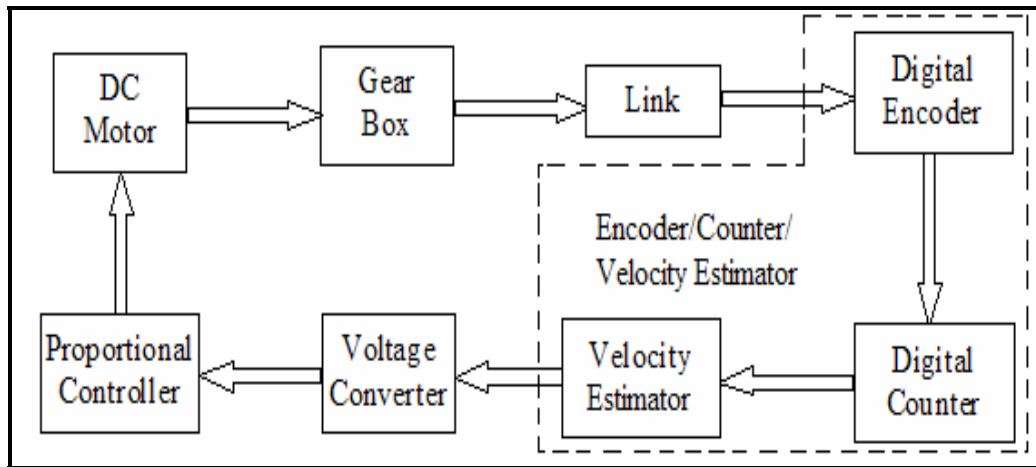 DC
Motor
Gear
Box
Link
Digital
Encoder
Encoder/Counter/
Velocity Estimator
Proportional
Controller
Voltage
Converter
Velocity
Estimator
Digital
Counter